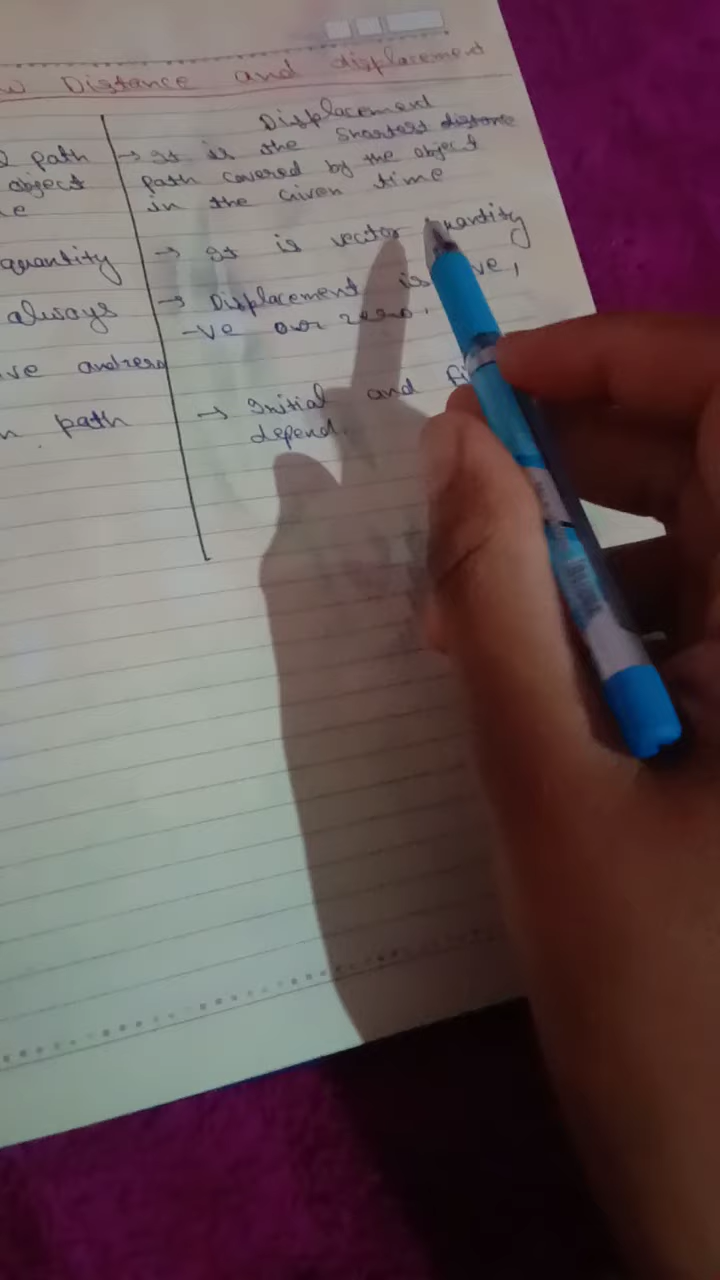 Distance and displacement
path
object
quantity
always
ve and zero
path
Displacement
→ It is the shortest distance
path covered by the object
in the Given time
→ It is vector quantity
→ Displacement is ve,
-ve our zero.
→ Initial and fi
depend.